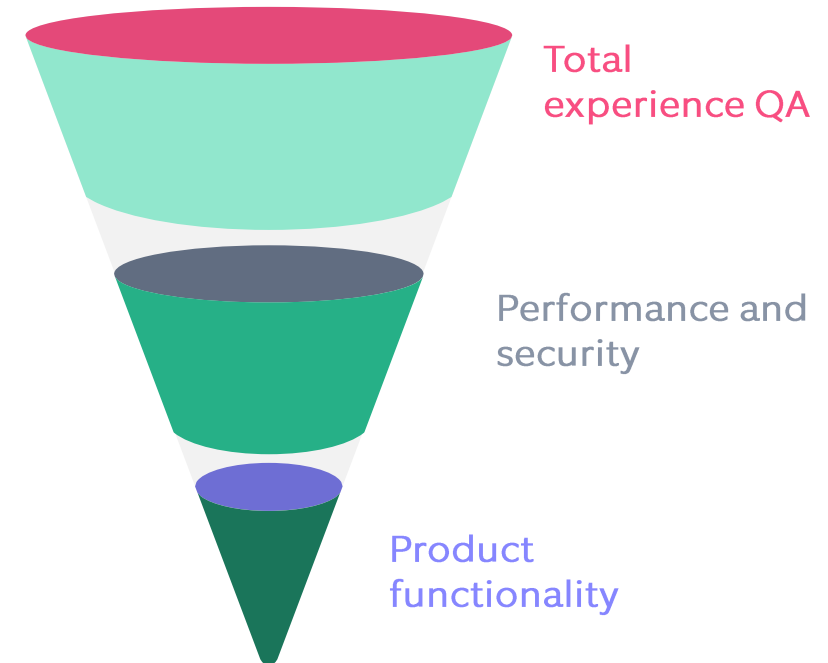 Total
experience QA
Performance and
security
Product
functionality